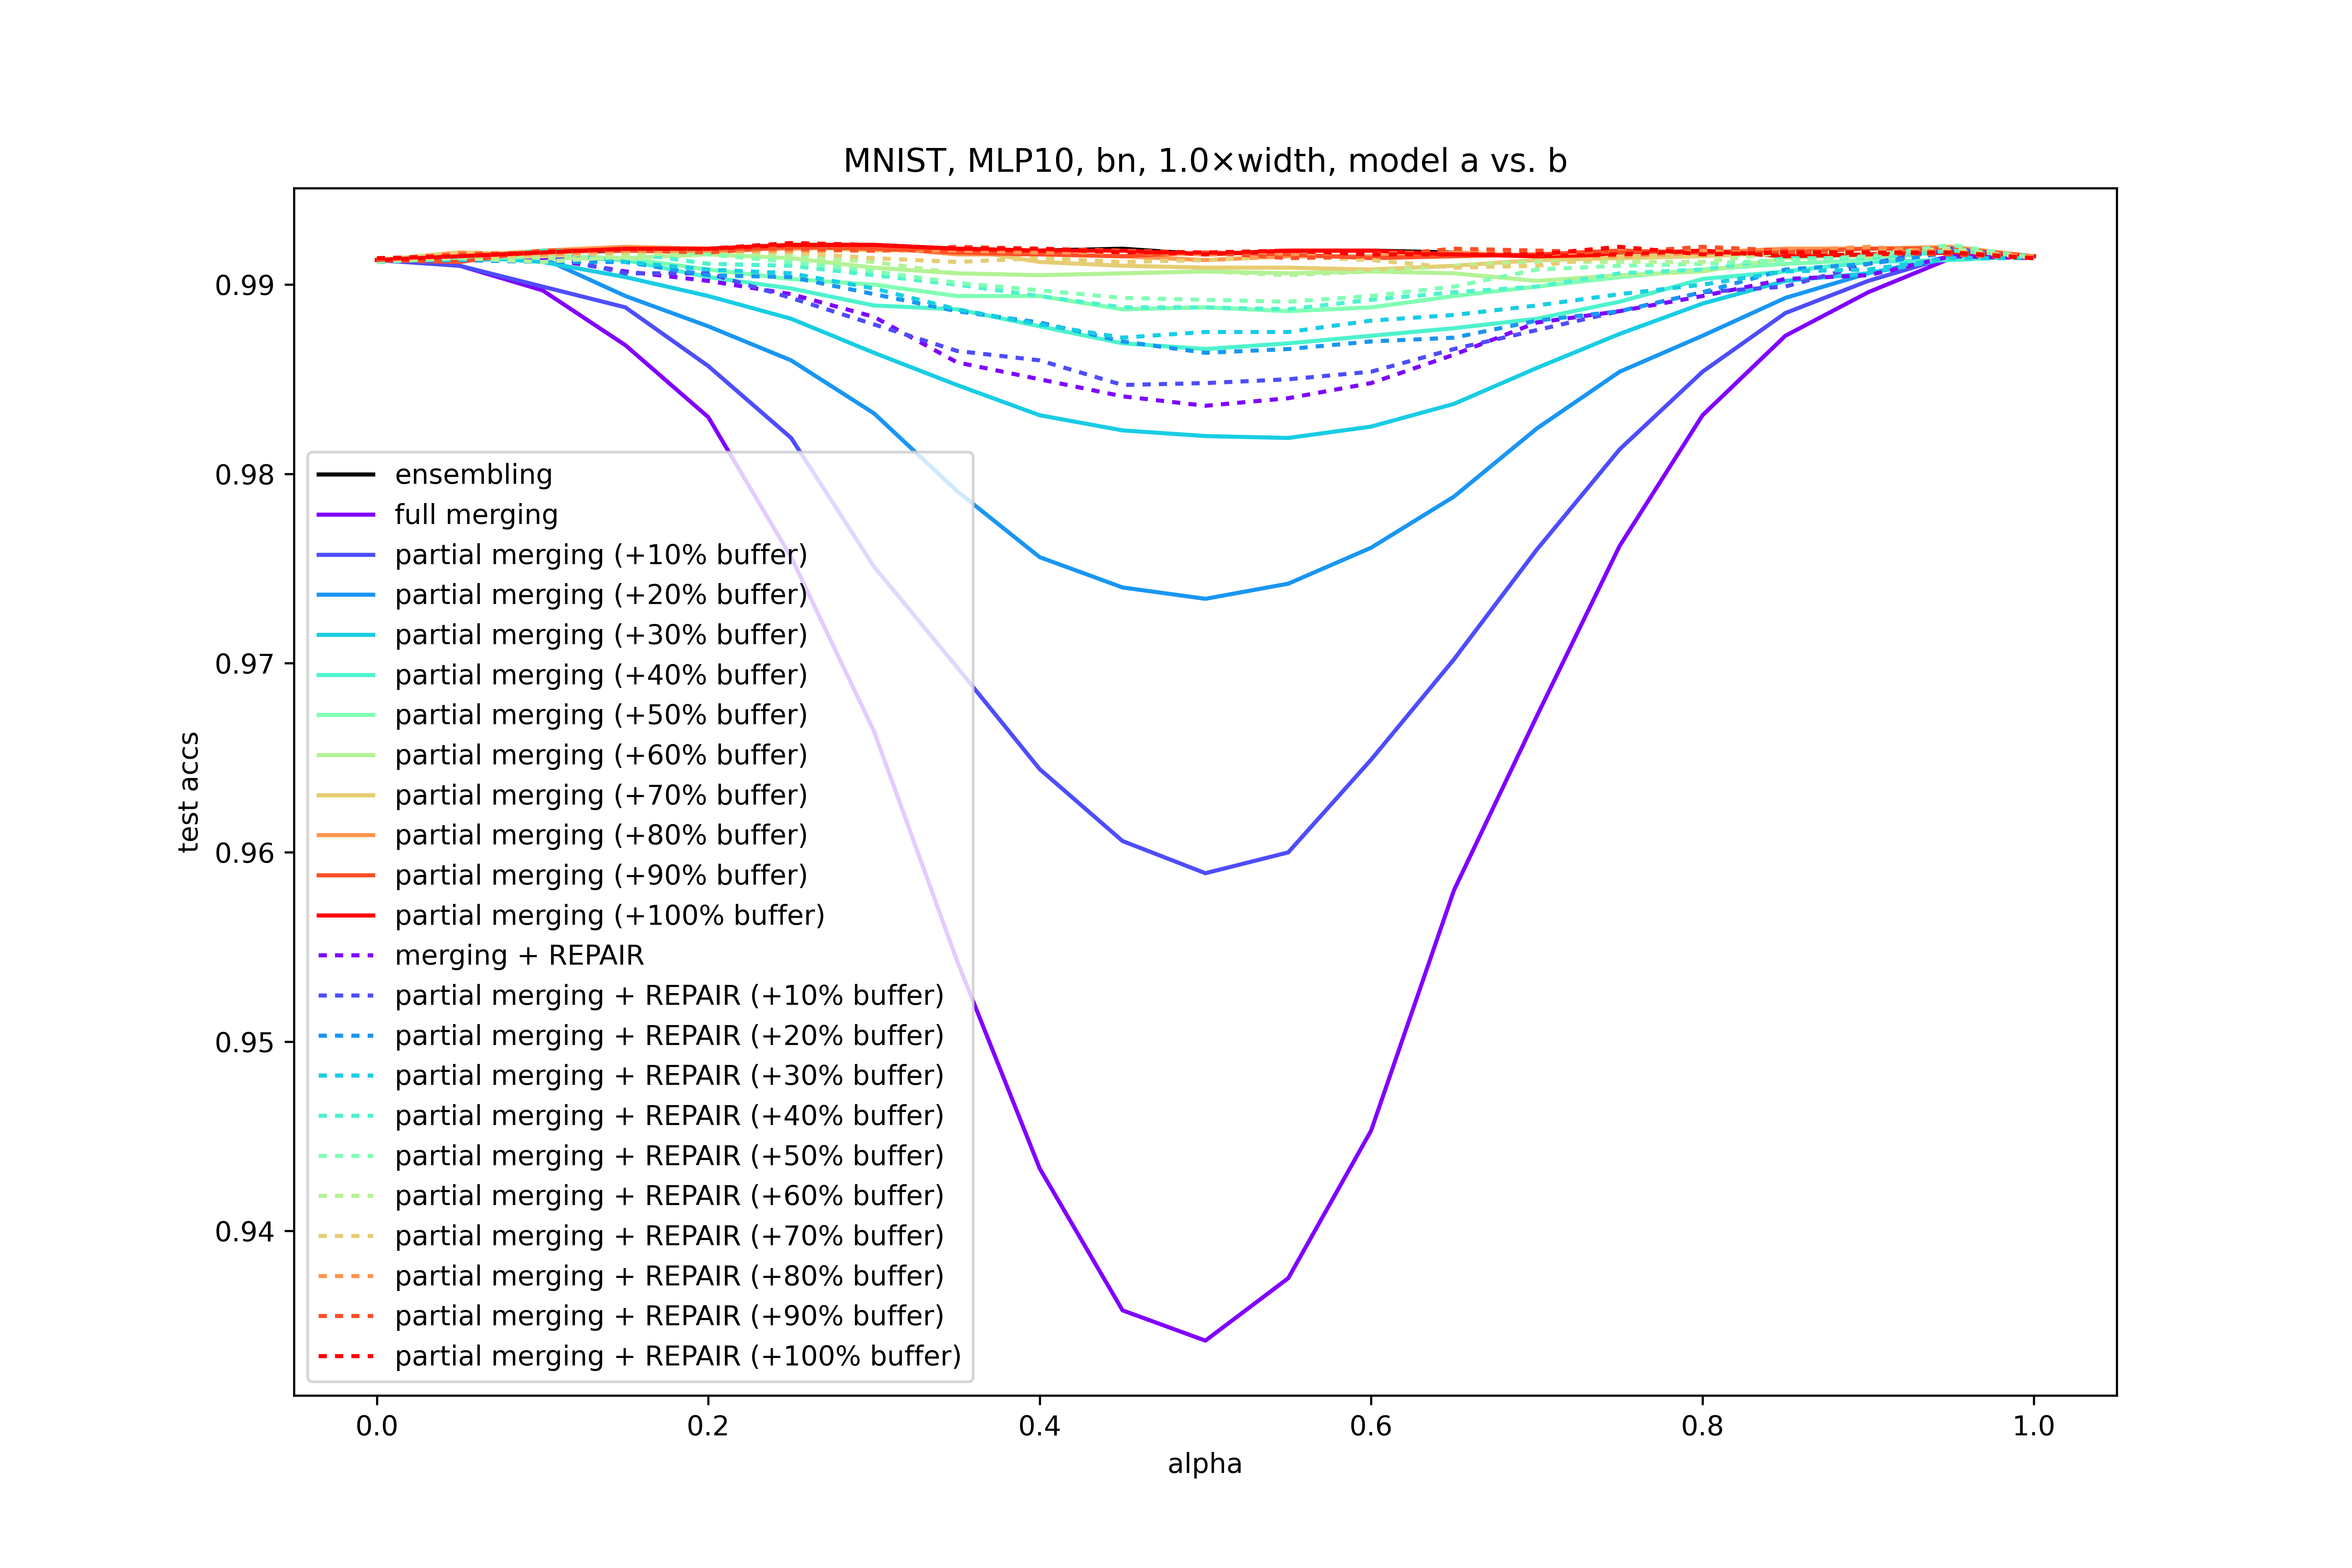 MNIST, MLP10, bn, 1.0×width, model a vs. b
0.99
0.98
0.97
0.96
0.95
0.94
test accs
ensembling
full merging
partial merging (+10% buffer)
partial merging (+20% buffer)
partial merging (+30% buffer)
partial merging (+40% buffer)
partial merging (+50% buffer)
partial merging (+60% buffer)
partial merging (+70% buffer)
partial merging (+80% buffer)
partial merging (+90% buffer)
partial merging (+100% buffer)
merging + REPAIR
partial merging + REPAIR (+10% buffer)
partial merging + REPAIR (+20% buffer)
partial merging + REPAIR (+30% buffer)
partial merging + REPAIR (+40% buffer)
partial merging + REPAIR (+50% buffer)
partial merging + REPAIR (+60% buffer)
partial merging + REPAIR (+70% buffer)
partial merging + REPAIR (+80% buffer)
partial merging + REPAIR (+90% buffer)
partial merging + REPAIR (+100% buffer)
0.0 0.2 0.4 0.6 0.8 1.0
alpha